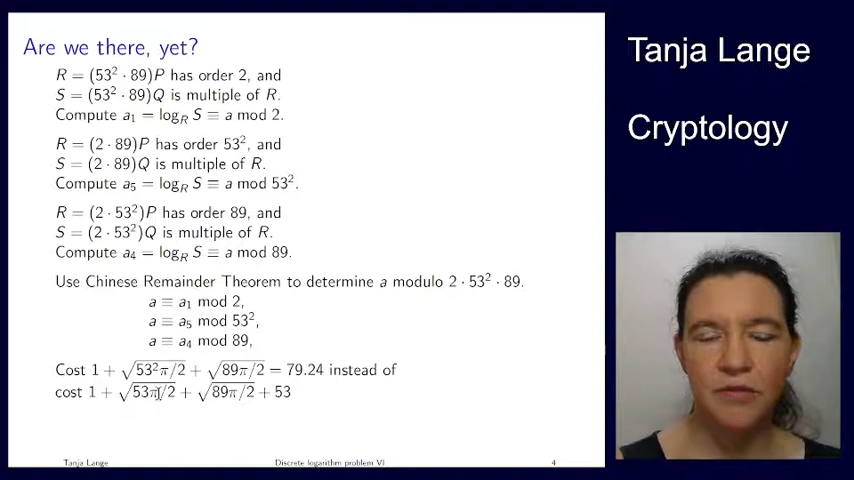 Are we there, yet?
R = (53² · 89)P has order 2, and
S = (53² · 89)Q is multiple of R.
Compute a₁ = log_R S ≡ a mod 2.
R = (2 · 89)P has order 53², and
S = (2 · 89)Q is multiple of R.
Compute a₅ = log_R S ≡ a mod 53².
R = (2 · 53²)P has order 89, and
S = (2 · 53²)Q is multiple of R.
Compute a₄ = log_R S ≡ a mod 89.
Use Chinese Remainder Theorem to determine a modulo 2 · 53² · 89.
a ≡ a₁ mod 2,
a ≡ a₅ mod 53²,
a ≡ a₄ mod 89,
Cost 1 + √(53²π/2) + √(89π/2) = 79.24 instead of
cost 1 + √(53π/2) + √(89π/2) + 53
Tanja Lange
Discrete logarithm problem VI
4
Tanja Lange
Cryptology